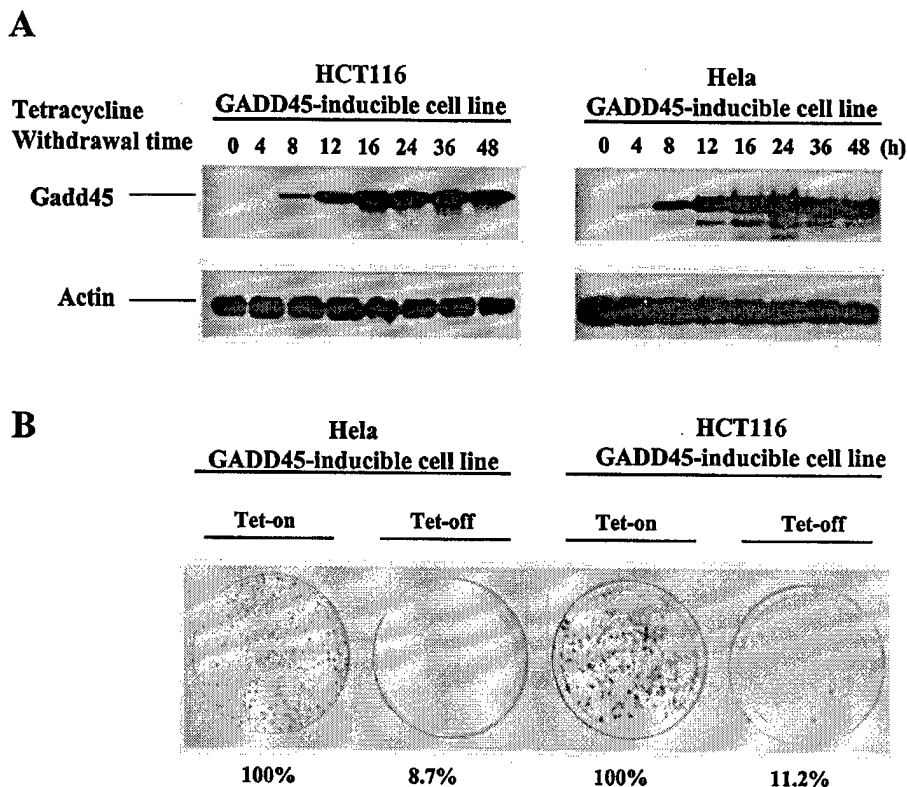 A
HCT116
GADD45-inducible cell line
Hela
GADD45-inducible cell line
Tetracycline
Withdrawal time
0 4 8 12 16 24 36 48
0 4 8 12 16 24 36 48 (h)
Gadd45
Actin
B
Hela
GADD45-inducible cell line
HCT116
GADD45-inducible cell line
Tet-on
Tet-off
Tet-on
Tet-off
100%
8.7%
100%
11.2%